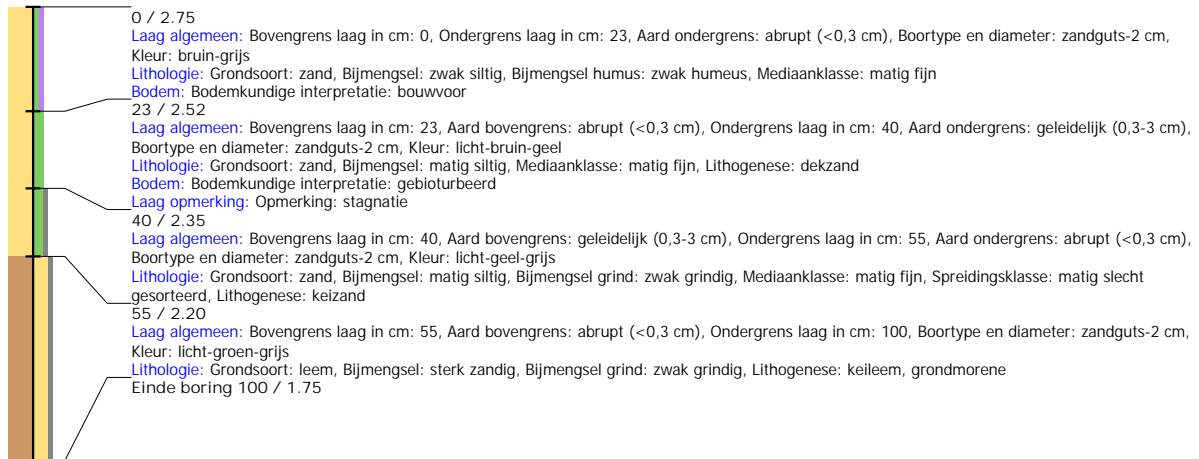 0 / 2.75
Laag algemeen: Bovengrens laag in cm: 0, Ondergrens laag in cm: 23, Aard ondergrens: abrupt (<0,3 cm), Boortype en diameter: zandguts-2 cm,
Kleur: bruin-grijs
Lithologie: Grondsoort: zand, Bijmengsel: zwak siltig, Bijmengsel humus: zwak humeus, Mediaanklasse: matig fijn
Bodem: Bodemkundige interpretatie: bouwvoor
23 / 2.52
Laag algemeen: Bovengrens laag in cm: 23, Aard bovengrens: abrupt (<0,3 cm), Ondergrens laag in cm: 40, Aard ondergrens: geleidelijk (0,3-3 cm),
Boortype en diameter: zandguts-2 cm, Kleur: licht-bruin-geel
Lithologie: Grondsoort: zand, Bijmengsel: matig siltig, Mediaanklasse: matig fijn, Lithogenese: dekzand
Bodem: Bodemkundige interpretatie: gebioturbeerd
Laag opmerking: Opmerking: stagnatie
40 / 2.35
Laag algemeen: Bovengrens laag in cm: 40, Aard bovengrens: geleidelijk (0,3-3 cm), Ondergrens laag in cm: 55, Aard ondergrens: abrupt (<0,3 cm),
Boortype en diameter: zandguts-2 cm, Kleur: licht-geel-grijs
Lithologie: Grondsoort: zand, Bijmengsel: matig siltig, Bijmengsel grind: zwak grindig, Mediaanklasse: matig fijn, Spreidingsklasse: matig slecht
gesorteerd, Lithogenese: keizand
55 / 2.20
Laag algemeen: Bovengrens laag in cm: 55, Aard bovengrens: abrupt (<0,3 cm), Ondergrens laag in cm: 100, Boortype en diameter: zandguts-2 cm,
Kleur: licht-groen-grijs
Lithologie: Grondsoort: leem, Bijmengsel: sterk zandig, Bijmengsel grind: zwak grindig, Lithogenese: keileem, grondmorene
Einde boring 100 / 1.75